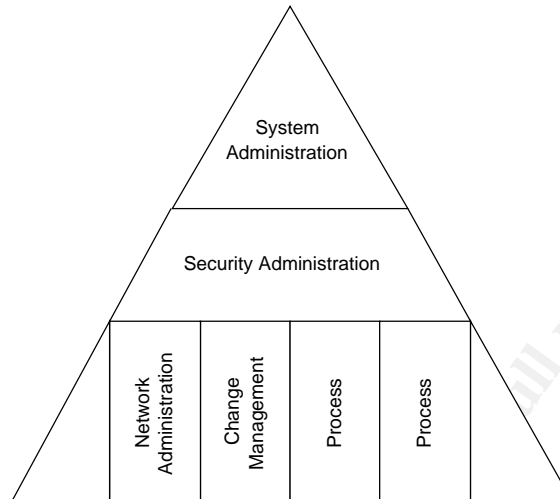 System
Administration
Security Administration
Network
Administration
Change
Management
Process
Process